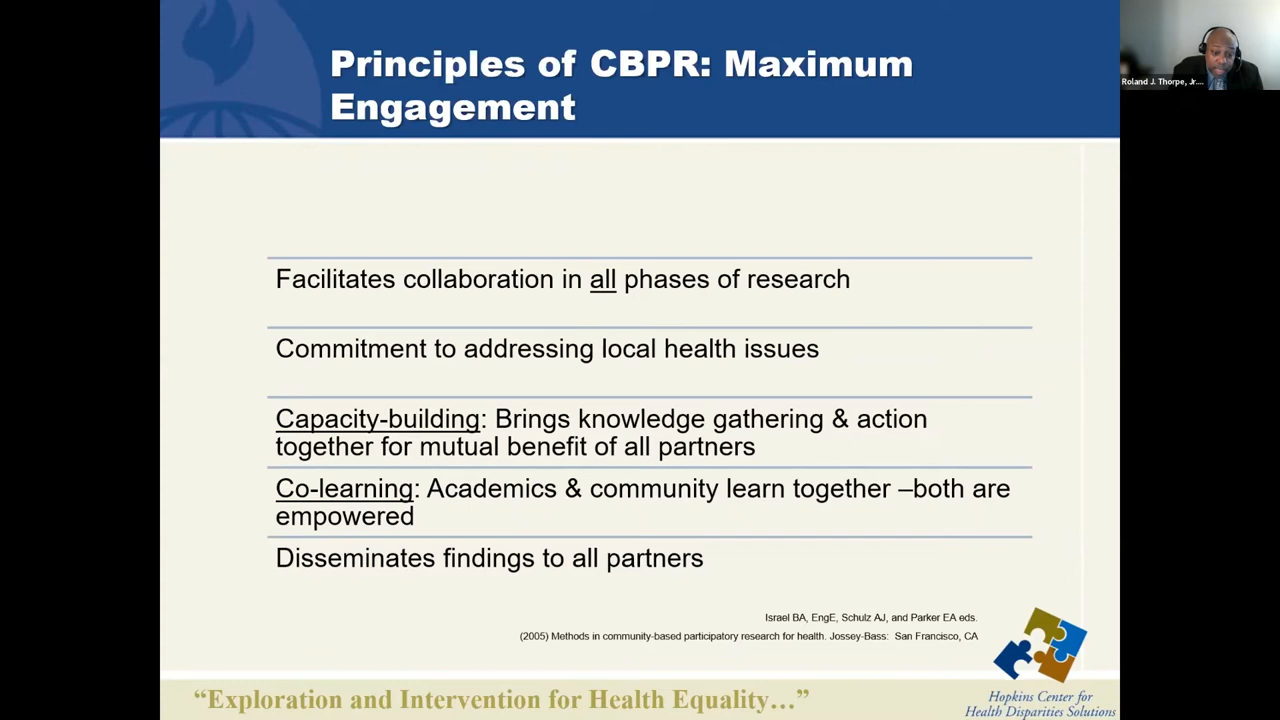 Principles of CBPR: Maximum
Engagement
Roland J. Thorpe, Jr....
Facilitates collaboration in all phases of research
Commitment to addressing local health issues
Capacity-building: Brings knowledge gathering & action
together for mutual benefit of all partners
Co-learning: Academics & community learn together –both are
empowered
Disseminates findings to all partners
Israel BA, EngE, Schulz AJ, and Parker EA eds.
(2005) Methods in community-based participatory research for health. Jossey-Bass: San Francisco, CA
“Exploration and Intervention for Health Equality…”
Hopkins Center for
Health Disparities Solutions